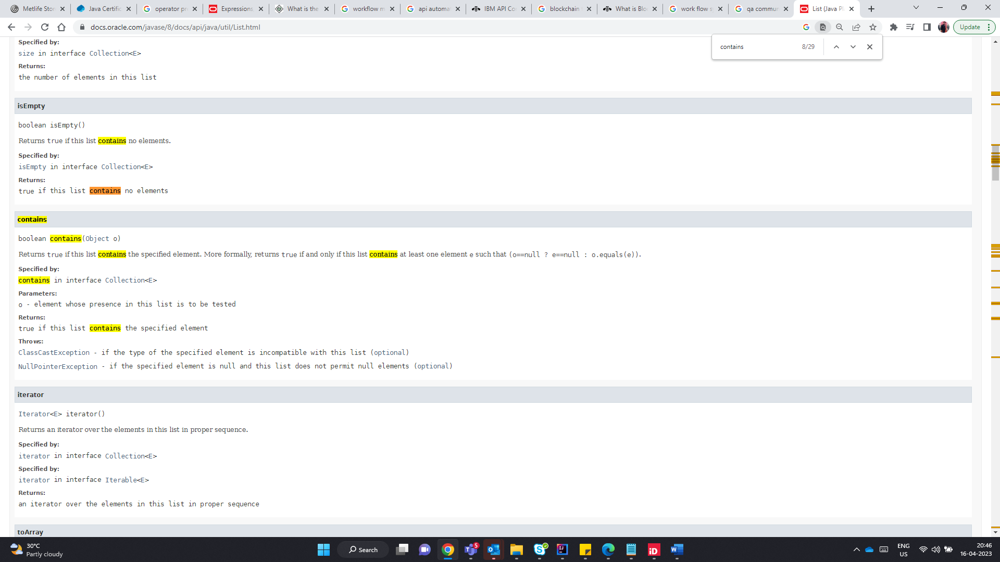 Metlife Stor
Java Certific
operator pr
Expressions,
What is the
workflow m
api automat
IBM API Co
blockchain
What is Blo
work flow s
qa commun
List (Java Pl
docs.oracle.com/javase/8/docs/api/java/util/List.html
Update
contains
8/29
Specified by:
size in interface Collection<E>
Returns:
the number of elements in this list
isEmpty
boolean isEmpty()
Returns true if this list contains no elements.
Specified by:
isEmpty in interface Collection<E>
Returns:
true if this list contains no elements
contains
boolean contains(Object o)
Returns true if this list contains the specified element. More formally, returns true if and only if this list contains at least one element e such that (o==null ? e==null : o.equals(e)).
Specified by:
contains in interface Collection<E>
Parameters:
o - element whose presence in this list is to be tested
Returns:
true if this list contains the specified element
Throws:
ClassCastException - if the type of the specified element is incompatible with this list (optional)
NullPointerException - if the specified element is null and this list does not permit null elements (optional)
iterator
Iterator<E> iterator()
Returns an iterator over the elements in this list in proper sequence.
Specified by:
iterator in interface Collection<E>
Specified by:
iterator in interface Iterable<E>
Returns:
an iterator over the elements in this list in proper sequence
toArray
30°C
Partly cloudy
Search
5
ENG
US
20:46
16-04-2023